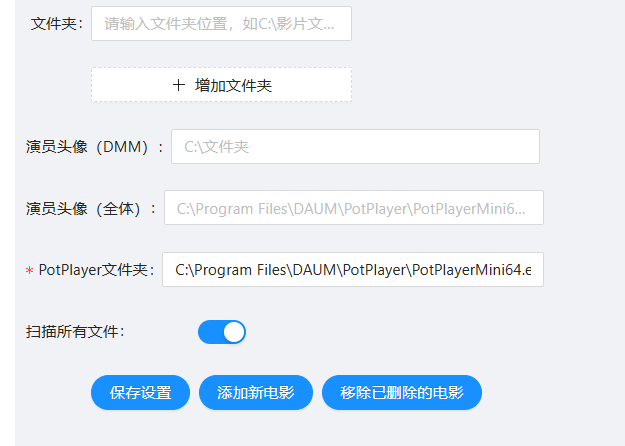 文件夹： 请输入文件夹位置，如C:\影片文...
+ 增加文件夹
演员头像（DMM）： C:\文件夹
演员头像（全体）： C:\Program Files\DAUM\PotPlayer\PotPlayerMini6...
* PotPlayer文件夹： C:\Program Files\DAUM\PotPlayer\PotPlayerMini64.e
扫描所有文件：
保存设置 添加新电影 移除已删除的电影